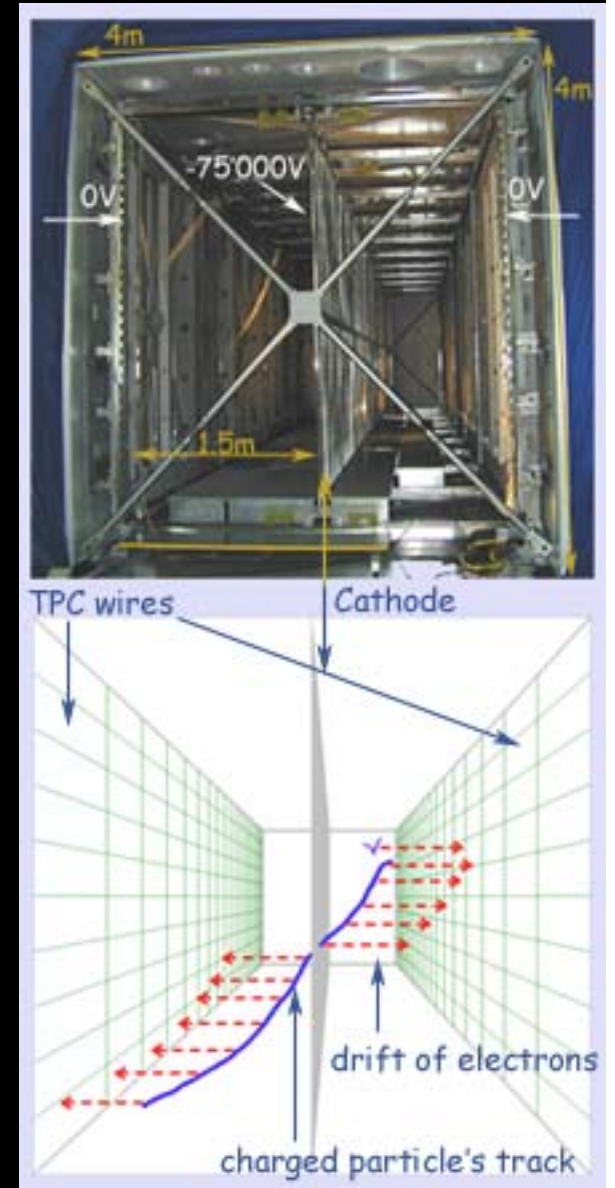 4m
4m
-75'000V
0V
0V
1.5m
TPC wires
Cathode
drift of electrons
charged particle's track